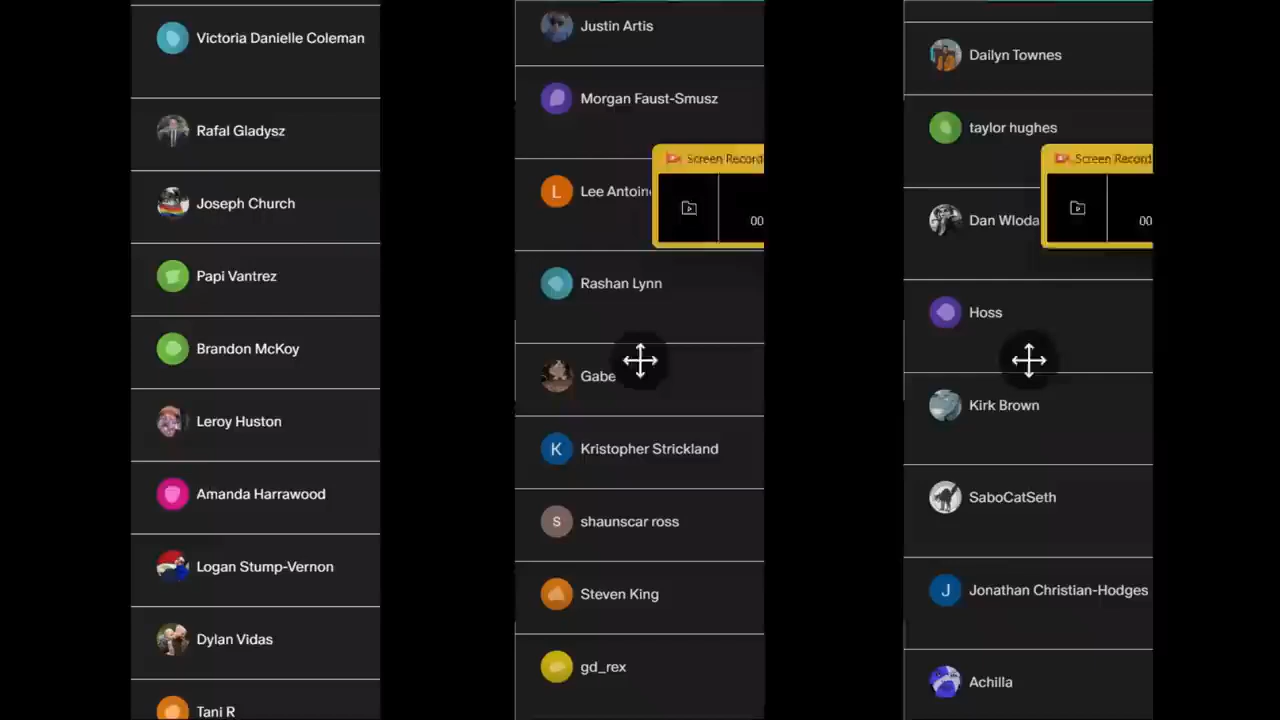 Victoria Danielle Coleman
Rafal Gladysz
Joseph Church
Papi Vantrez
Brandon McKoy
Leroy Huston
Amanda Harrawood
Logan Stump-Vernon
Dylan Vidas
Tani R
Justin Artis
Morgan Faust-Smusz
Screen Record
L
Lee Antoin
00
Rashan Lynn
Gabe
K
Kristopher Strickland
S
shaunscar ross
Steven King
gd_rex
Dailyn Townes
taylor hughes
Screen Record
Dan Wloda
00
Hoss
Kirk Brown
SaboCatSeth
J
Jonathan Christian-Hodges
Achilla